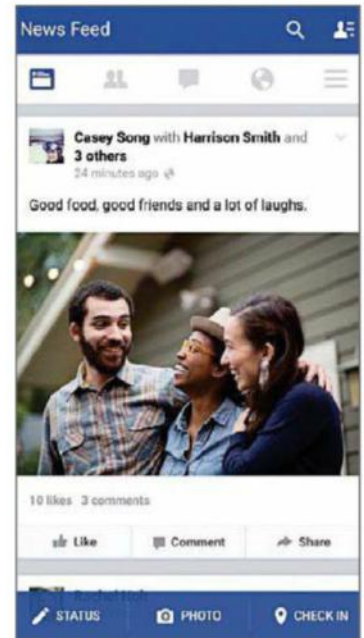 News Feed
Casey Song with Harrison Smith and
3 others
24 minutes ago
Good food, good friends and a lot of laughs.
10 likes 3 comments
Like Comment Share
STATUS PHOTO CHECK IN